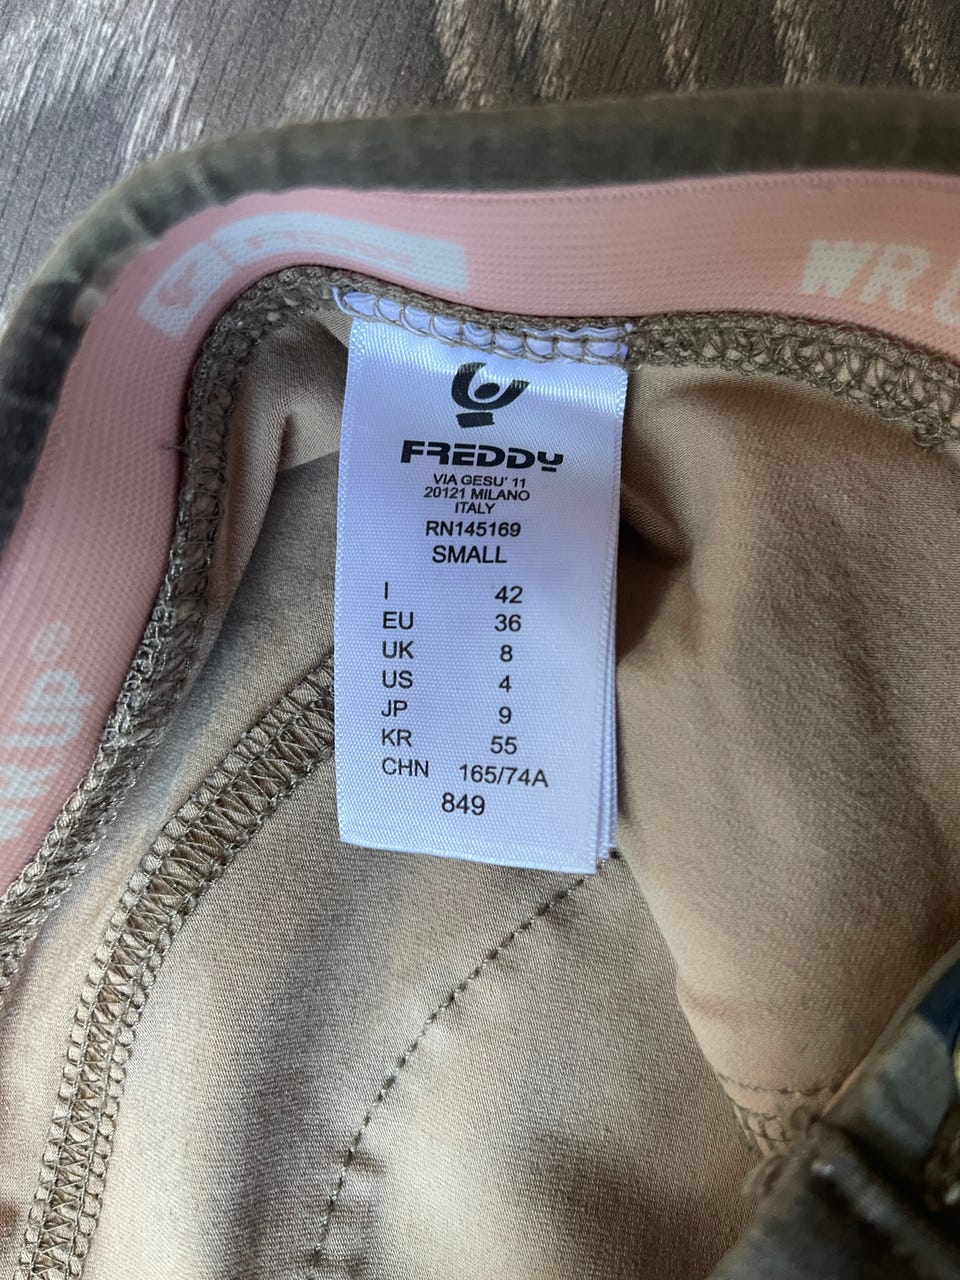 WR.U
FREDDY
VIA GESU' 11
20121 MILANO
ITALY
RN145169
SMALL
I 42
EU 36
UK 8
US 4
JP 9
KR 55
CHN 165/74A
849